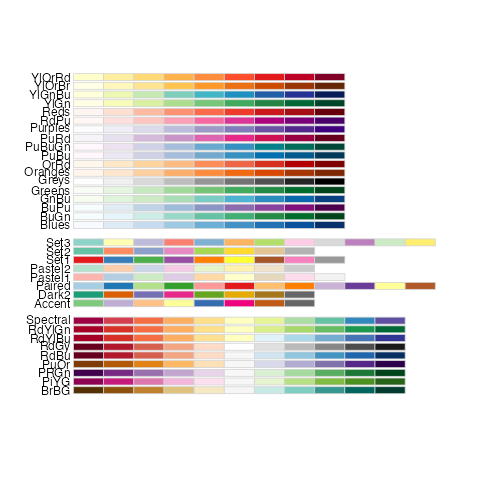 YlOrRd
YlOrBr
YlGnBu
YlGn
Reds
RdPu
Purples
PuRd
PuBuGn
PuBu
OrRd
Oranges
Greys
Greens
GnBu
BuPu
BuGn
Blues
Set3
Set2
Set1
Pastel2
Pastel1
Paired
Dark2
Accent
Spectral
RdYlGn
RdYlBu
RdGy
RdBu
PuOr
PRGn
PiYG
BrBG